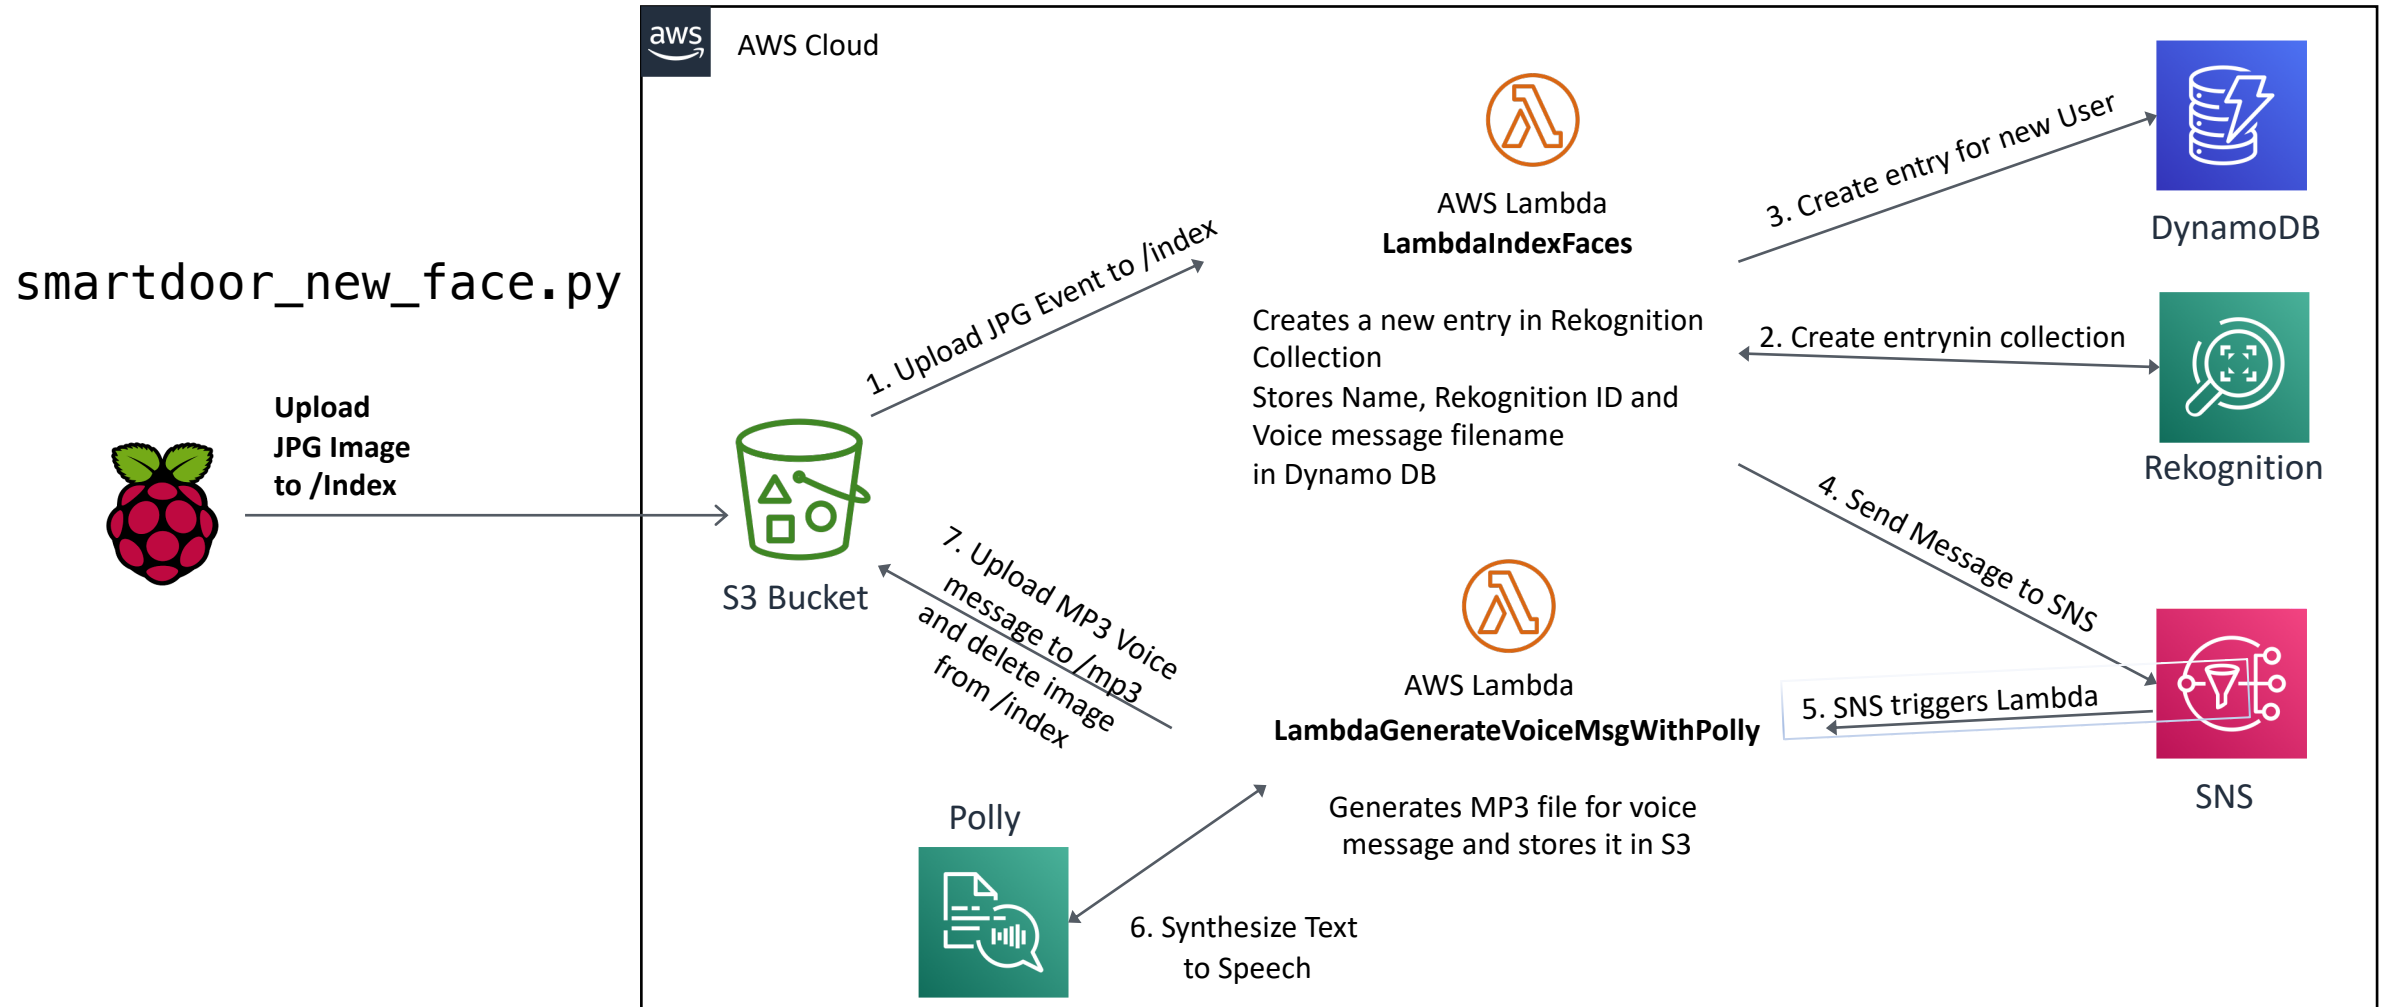 aws
AWS Cloud
smartdoor_new_face.py
Upload
JPG Image
to /Index
S3 Bucket
1. Upload JPG Event to /index
AWS Lambda
LambdaIndexFaces
Creates a new entry in Rekognition
Collection
Stores Name, Rekognition ID and
Voice message filename
in Dynamo DB
3. Create entry for new User
DynamoDB
2. Create entrynin collection
Rekognition
4. Send Message to SNS
SNS
5. SNS triggers Lambda
AWS Lambda
LambdaGenerateVoiceMsgWithPolly
Generates MP3 file for voice
message and stores it in S3
7. Upload MP3 Voice
message to /mp3
and delete image
from /index
Polly
6. Synthesize Text
to Speech